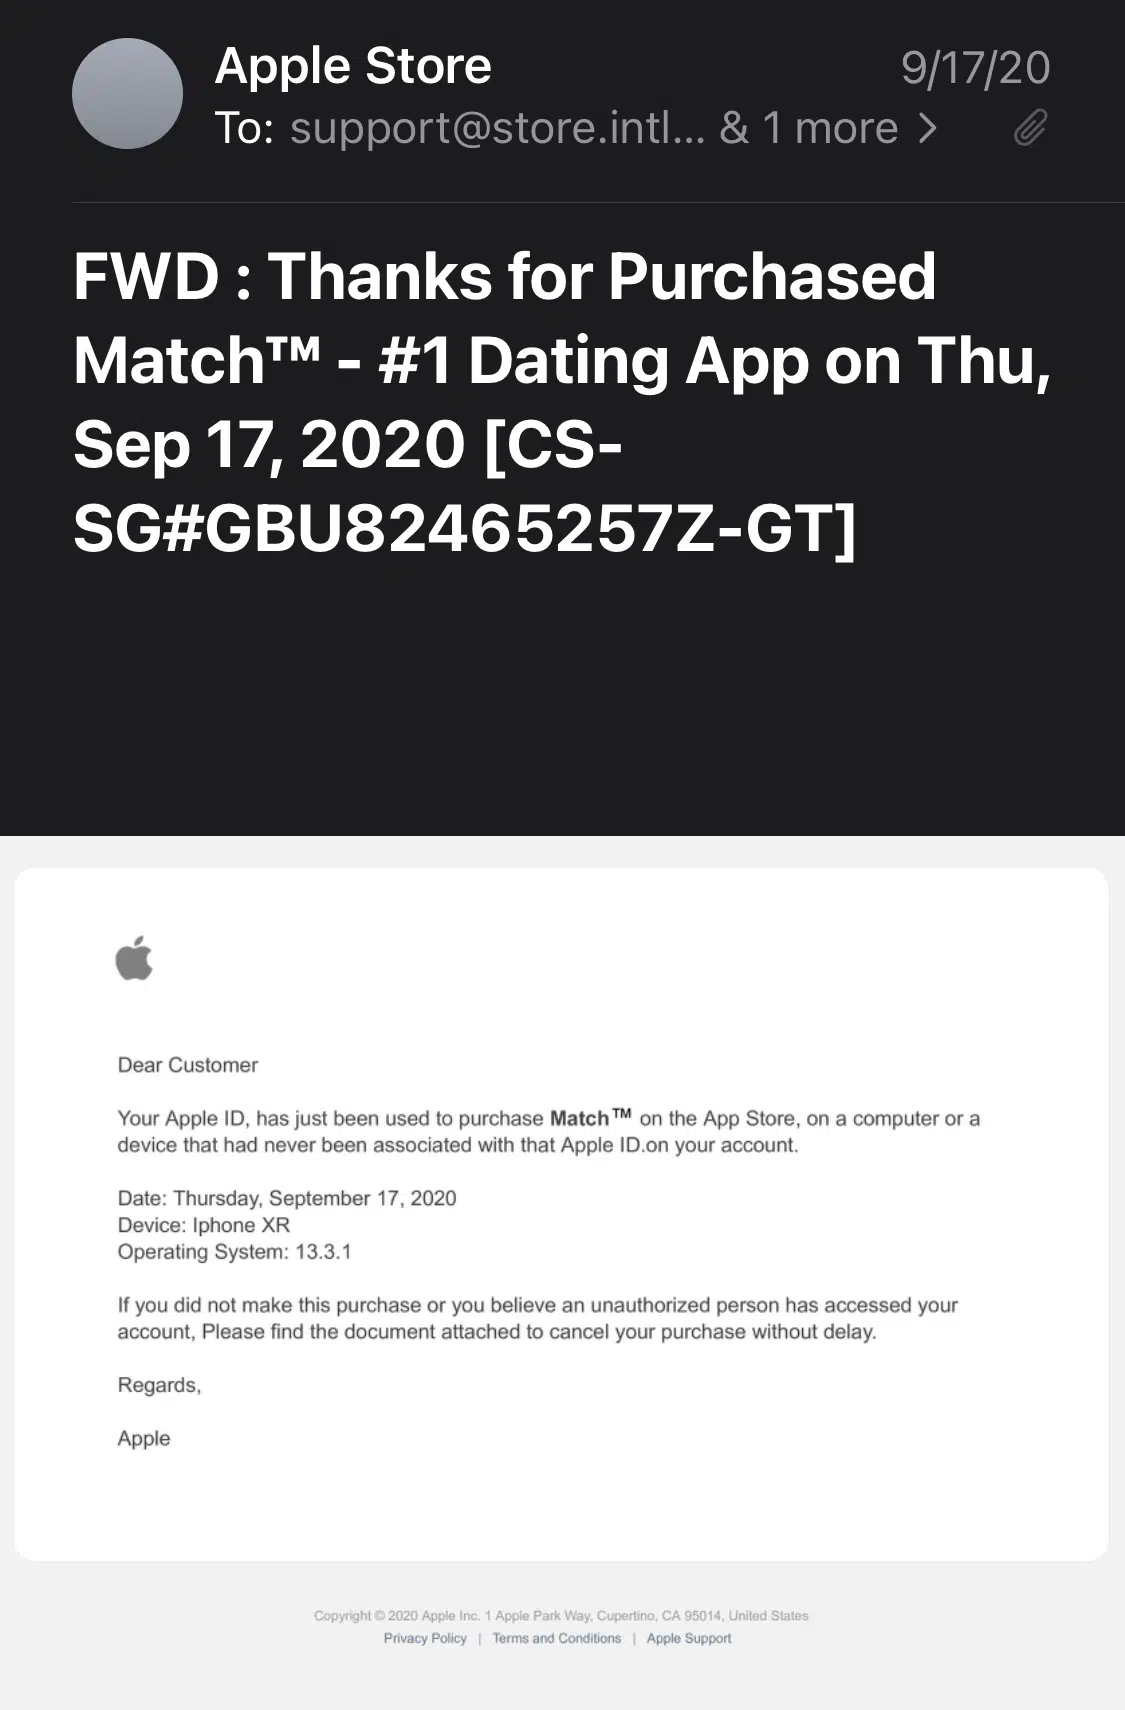 Apple Store
9/17/20
To: support@store.intl... & 1 more >
FWD : Thanks for Purchased
Match™ - #1 Dating App on Thu,
Sep 17, 2020 [CS-
SG#GBU82465257Z-GT]
Dear Customer
Your Apple ID, has just been used to purchase Match™ on the App Store, on a computer or a
device that had never been associated with that Apple ID.on your account.
Date: Thursday, September 17, 2020
Device: Iphone XR
Operating System: 13.3.1
If you did not make this purchase or you believe an unauthorized person has accessed your
account, Please find the document attached to cancel your purchase without delay.
Regards,
Apple
Copyright © 2020 Apple Inc. 1 Apple Park Way, Cupertino, CA 95014, United States
Privacy Policy | Terms and Conditions | Apple Support